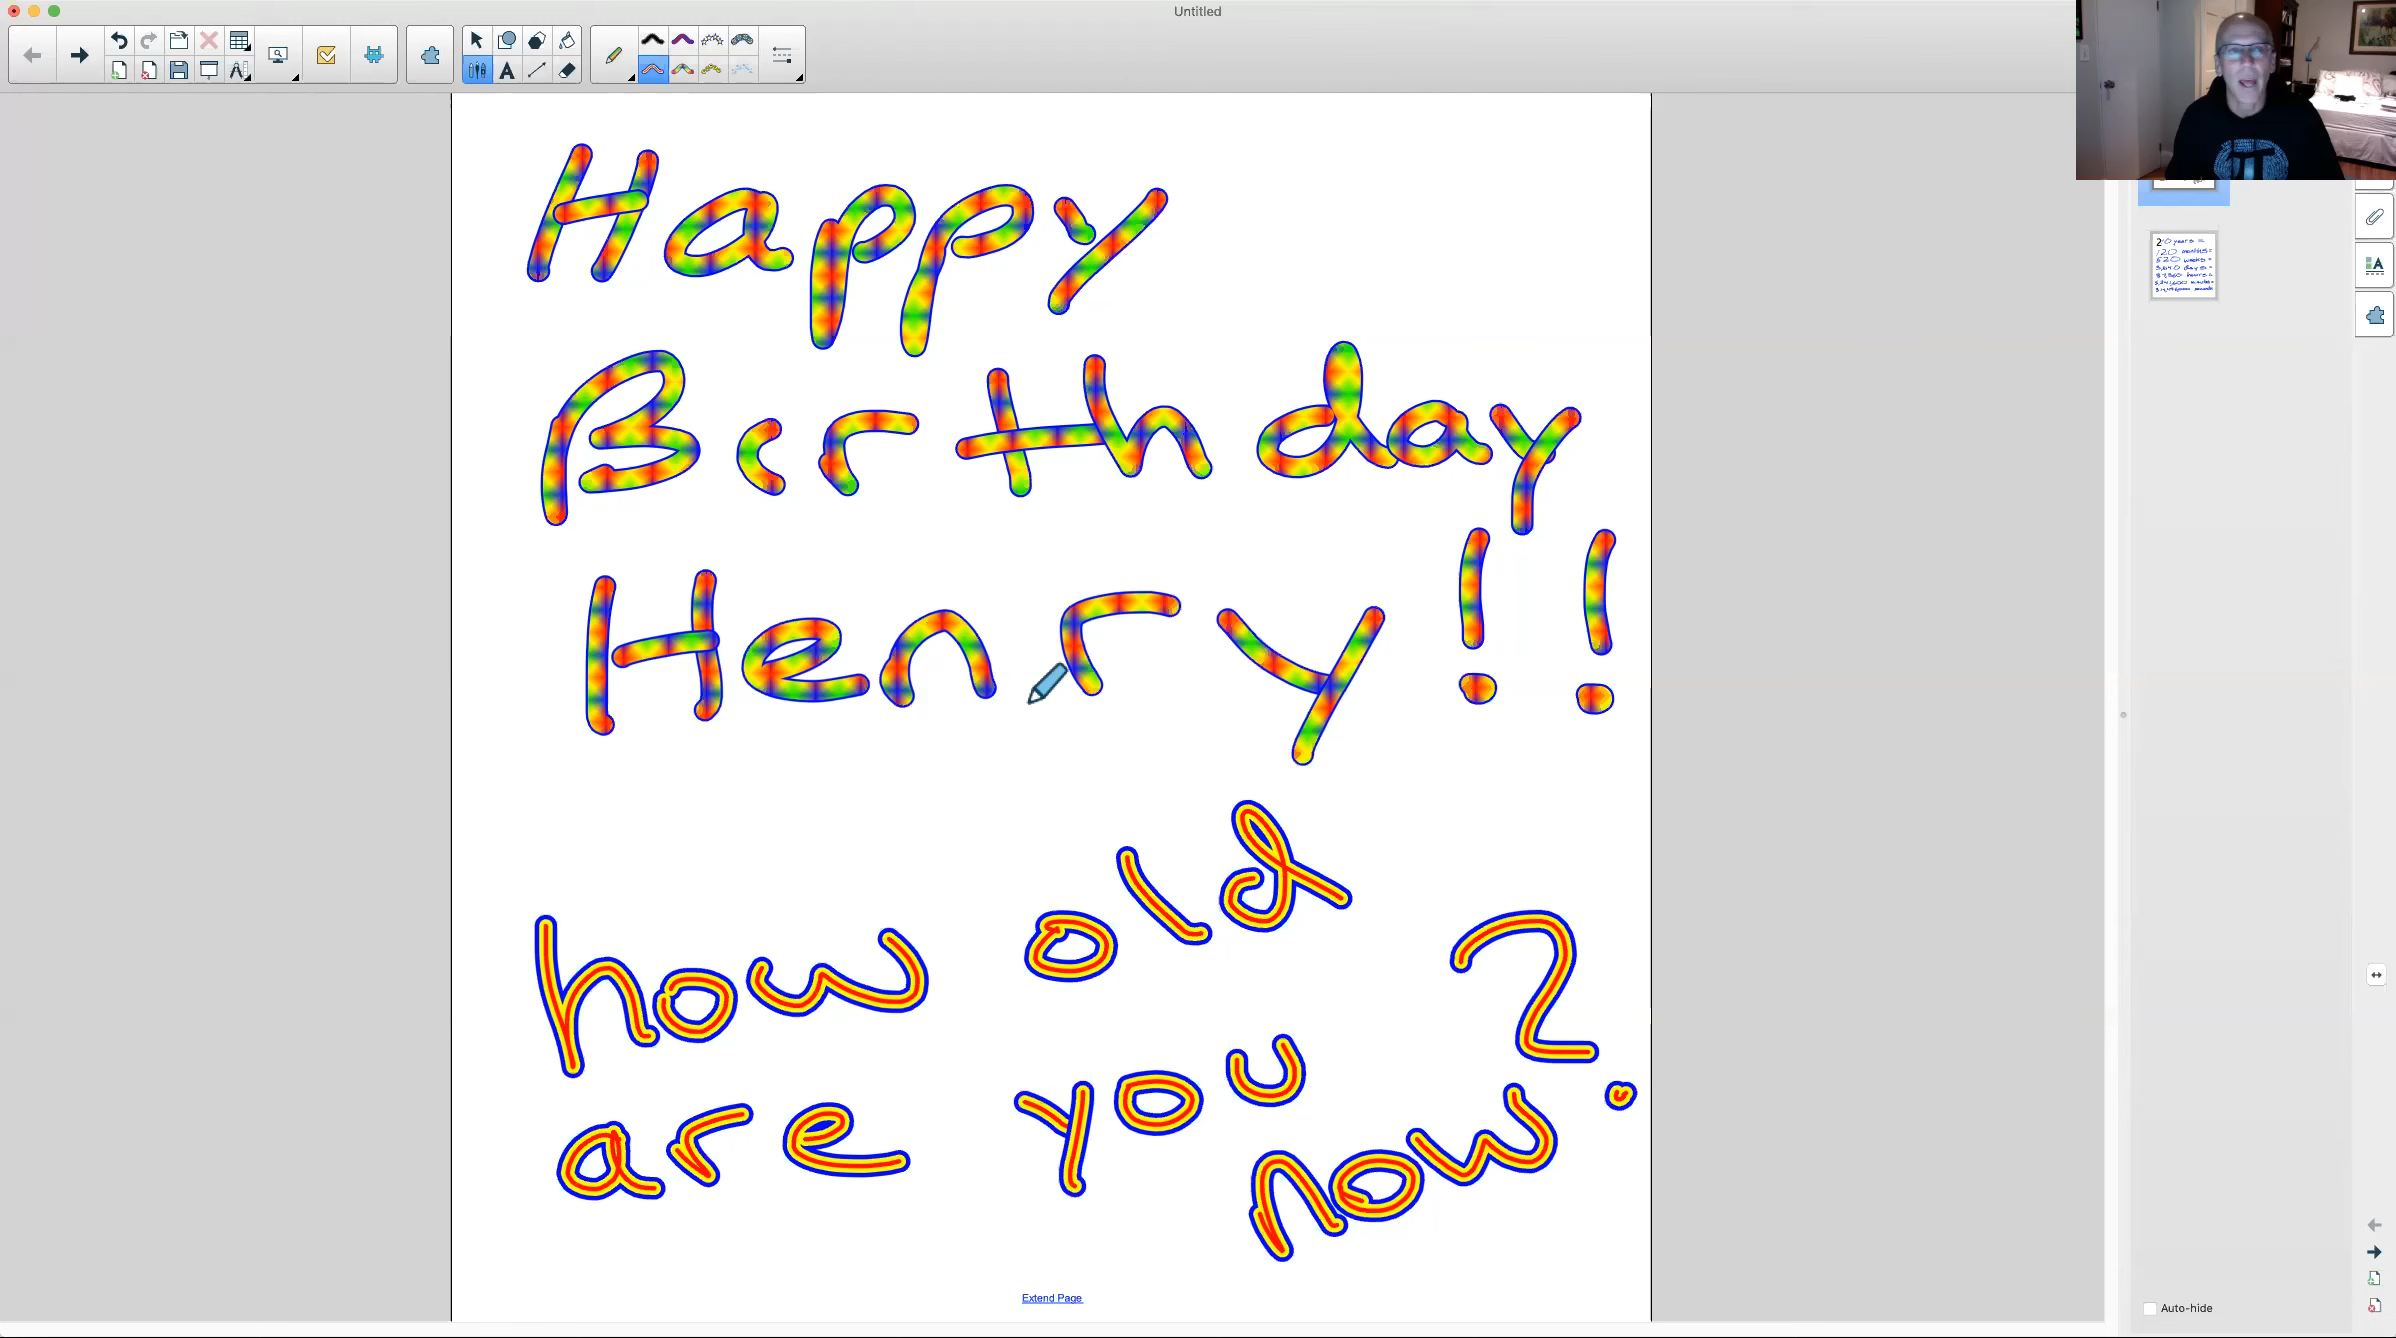 Untitled
Happy
Birthday
Henry!!
how old
are you now?
Extend Page
Auto-hide